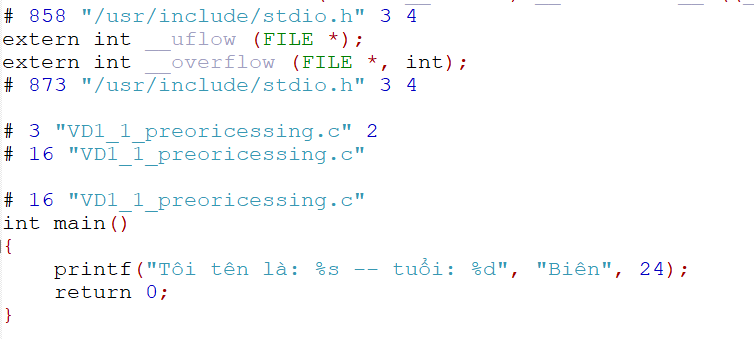 # 858 "/usr/include/stdio.h" 3 4
extern int __uflow (FILE *);
extern int __overflow (FILE *, int);
# 873 "/usr/include/stdio.h" 3 4
# 3 "VD1_1_preoricessing.c" 2
# 16 "VD1_1_preoricessing.c"
# 16 "VD1_1_preoricessing.c"
int main()
{
    printf("Tôi tên là: %s -- tuổi: %d", "Biên", 24);
    return 0;
}